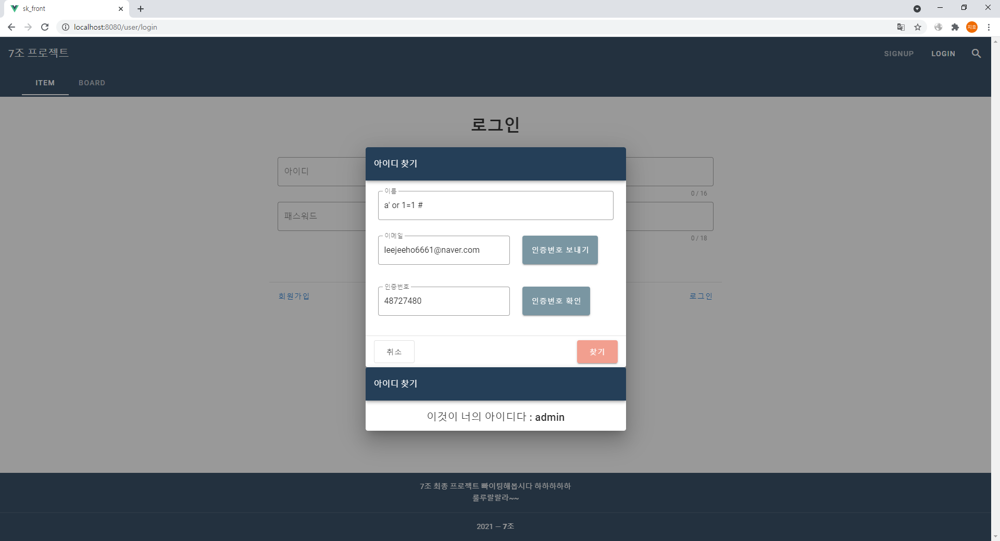 sk_front
localhost:8080/user/login
지호
7조 프로젝트
SIGNUP
LOGIN
ITEM
BOARD
로그인
아이디
0 / 16
패스워드
0 / 18
회원가입
로그인
아이디 찾기
이름
a' or 1=1 #
이메일
leejeeho6661@naver.com
인증번호 보내기
인증번호
48727480
인증번호 확인
취소
찾기
아이디 찾기
이것이 너의 아이디다 : admin
7조 최종 프로젝트 빠이팅해봅시다 하하하하하
룰루랄랄라~~
2021 — 7조